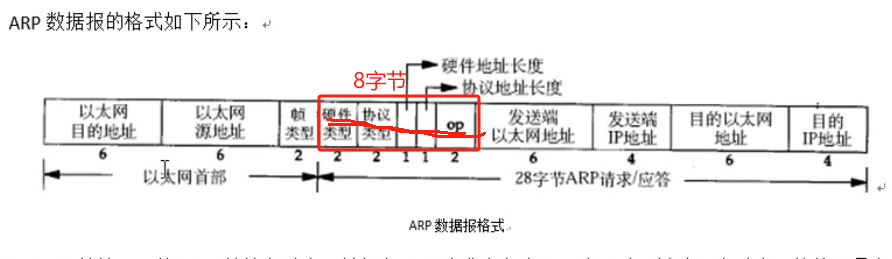 ARP 数据报的格式如下所示：
8字节
硬件地址长度
协议地址长度
以太网
目的地址
以太网
源地址
帧
类型
硬件
类型
协议
类型
op
发送端
以太网地址
发送端
IP地址
目的以太网
地址
目的
IP地址
6
6
2
2
2
1
1
2
6
4
6
4
以太网首部
28字节ARP请求/应答
ARP 数据报格式